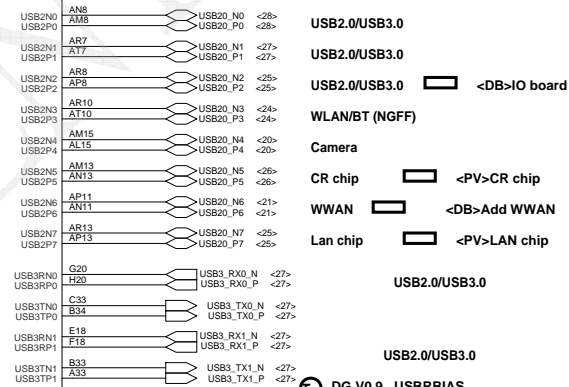 USB2N0 AN8 USB20_N0 <28>
USB2P0 AM8 USB20_P0 <28>
USB2.0/USB3.0
USB2N1 AR7 USB20_N1 <27>
USB2P1 AT7 USB20_P1 <27>
USB2.0/USB3.0
USB2N2 AR8 USB20_N2 <25>
USB2P2 AP8 USB20_P2 <25>
USB2.0/USB3.0 <DB>IO board
USB2N3 AR10 USB20_N3 <24>
USB2P3 AT10 USB20_P3 <24>
WLAN/BT (NGFF)
USB2N4 AM15 USB20_N4 <20>
USB2P4 AL15 USB20_P4 <20>
Camera
USB2N5 AM13 USB20_N5 <26>
USB2P5 AN13 USB20_P5 <26>
CR chip <PV>CR chip
USB2N6 AP11 USB20_N6 <21>
USB2P6 AN11 USB20_P6 <21>
WWAN <DB>Add WWAN
USB2N7 AR13 USB20_N7 <25>
USB2P7 AP13 USB20_P7 <25>
Lan chip <PV>LAN chip
USB3RN0 G20 USB3_RX0_N <27>
USB3RP0 H20 USB3_RX0_P <27>
USB2.0/USB3.0
USB3TN0 C33 USB3_TX0_N <27>
USB3TP0 B34 USB3_TX0_P <27>
USB3RN1 E18 USB3_RX1_N <27>
USB3RP1 F18 USB3_RX1_P <27>
USB2.0/USB3.0
USB3TN1 B33 USB3_TX1_N <27>
USB3TP1 A33 USB3_TX1_P <27>
DG V0.9 USBRBIAS